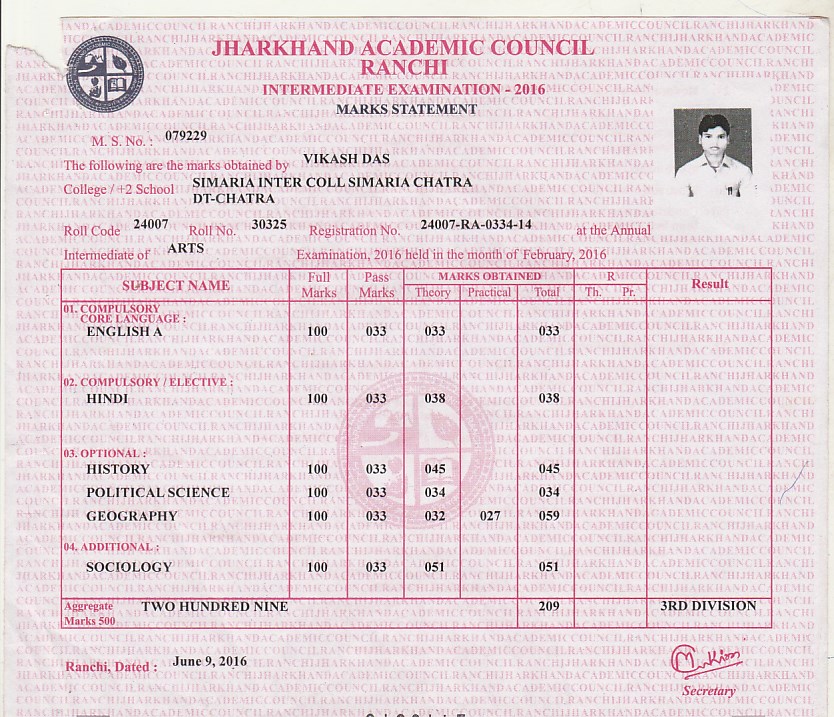 JHARKHAND ACADEMIC COUNCIL
RANCHI
INTERMEDIATE EXAMINATION - 2016
MARKS STATEMENT
M. S. No. : 079229
The following are the marks obtained by VIKASH DAS
College / +2 School SIMARIA INTER COLL SIMARIA CHATRA
DT-CHATRA
Roll Code 24007 Roll No. 30325 Registration No. 24007-RA-0334-14 at the Annual
Intermediate of ARTS Examination, 2016 held in the month of February, 2016
SUBJECT NAME Full Marks Pass Marks MARKS OBTAINED R Result
Theory Practical Total Th. Pr.
01. COMPULSORY
CORE LANGUAGE :
ENGLISH A 100 033 033 033
02. COMPULSORY / ELECTIVE :
HINDI 100 033 038 038
03. OPTIONAL :
HISTORY 100 033 045 045
POLITICAL SCIENCE 100 033 034 034
GEOGRAPHY 100 033 032 027 059
04. ADDITIONAL :
SOCIOLOGY 100 033 051 051
Aggregate TWO HUNDRED NINE 209 3RD DIVISION
Marks 500
Ranchi, Dated : June 9, 2016
Secretary